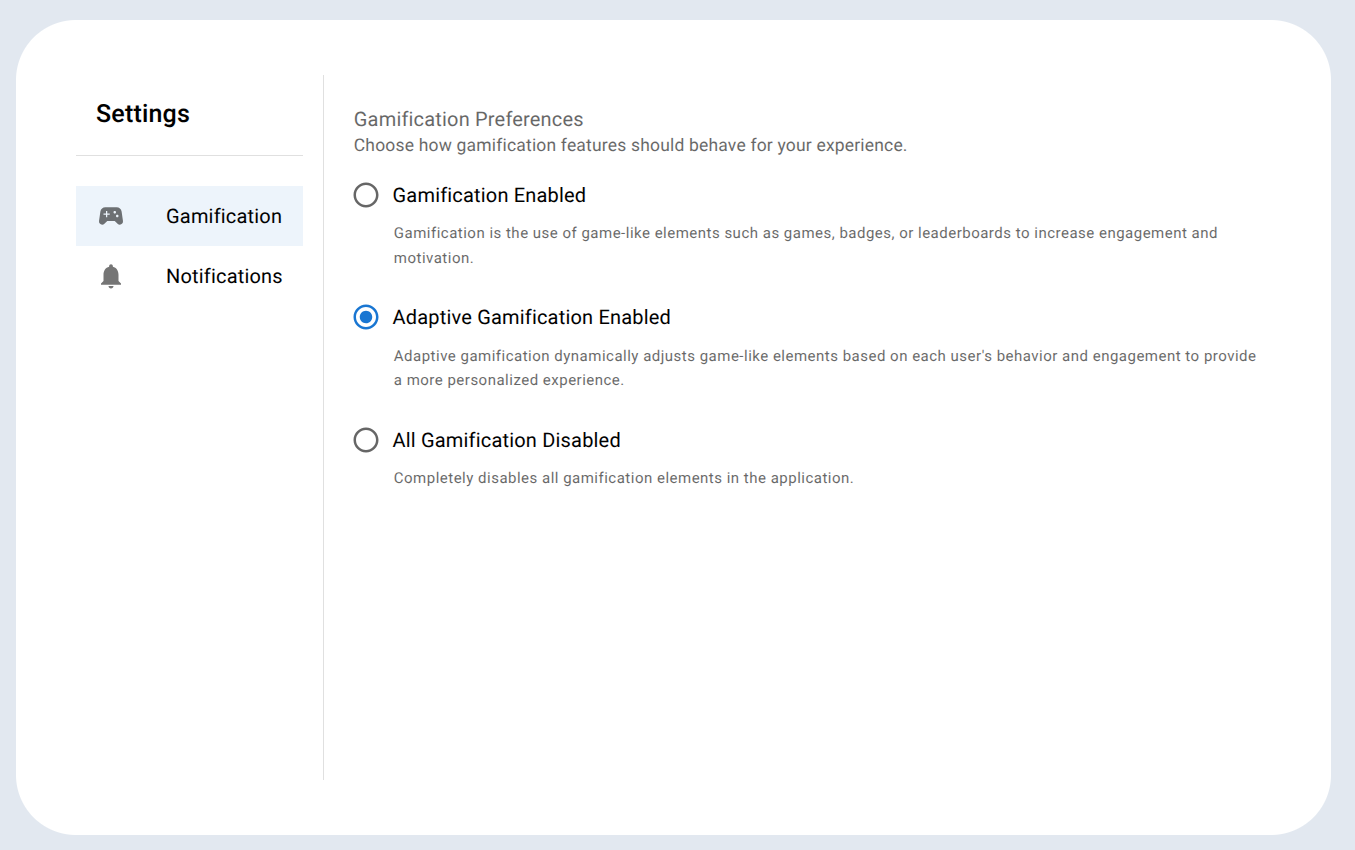 Settings
Gamification
Notifications
Gamification Preferences
Choose how gamification features should behave for your experience.
Gamification Enabled
Gamification is the use of game-like elements such as games, badges, or leaderboards to increase engagement and
motivation.
Adaptive Gamification Enabled
Adaptive gamification dynamically adjusts game-like elements based on each user's behavior and engagement to provide
a more personalized experience.
All Gamification Disabled
Completely disables all gamification elements in the application.